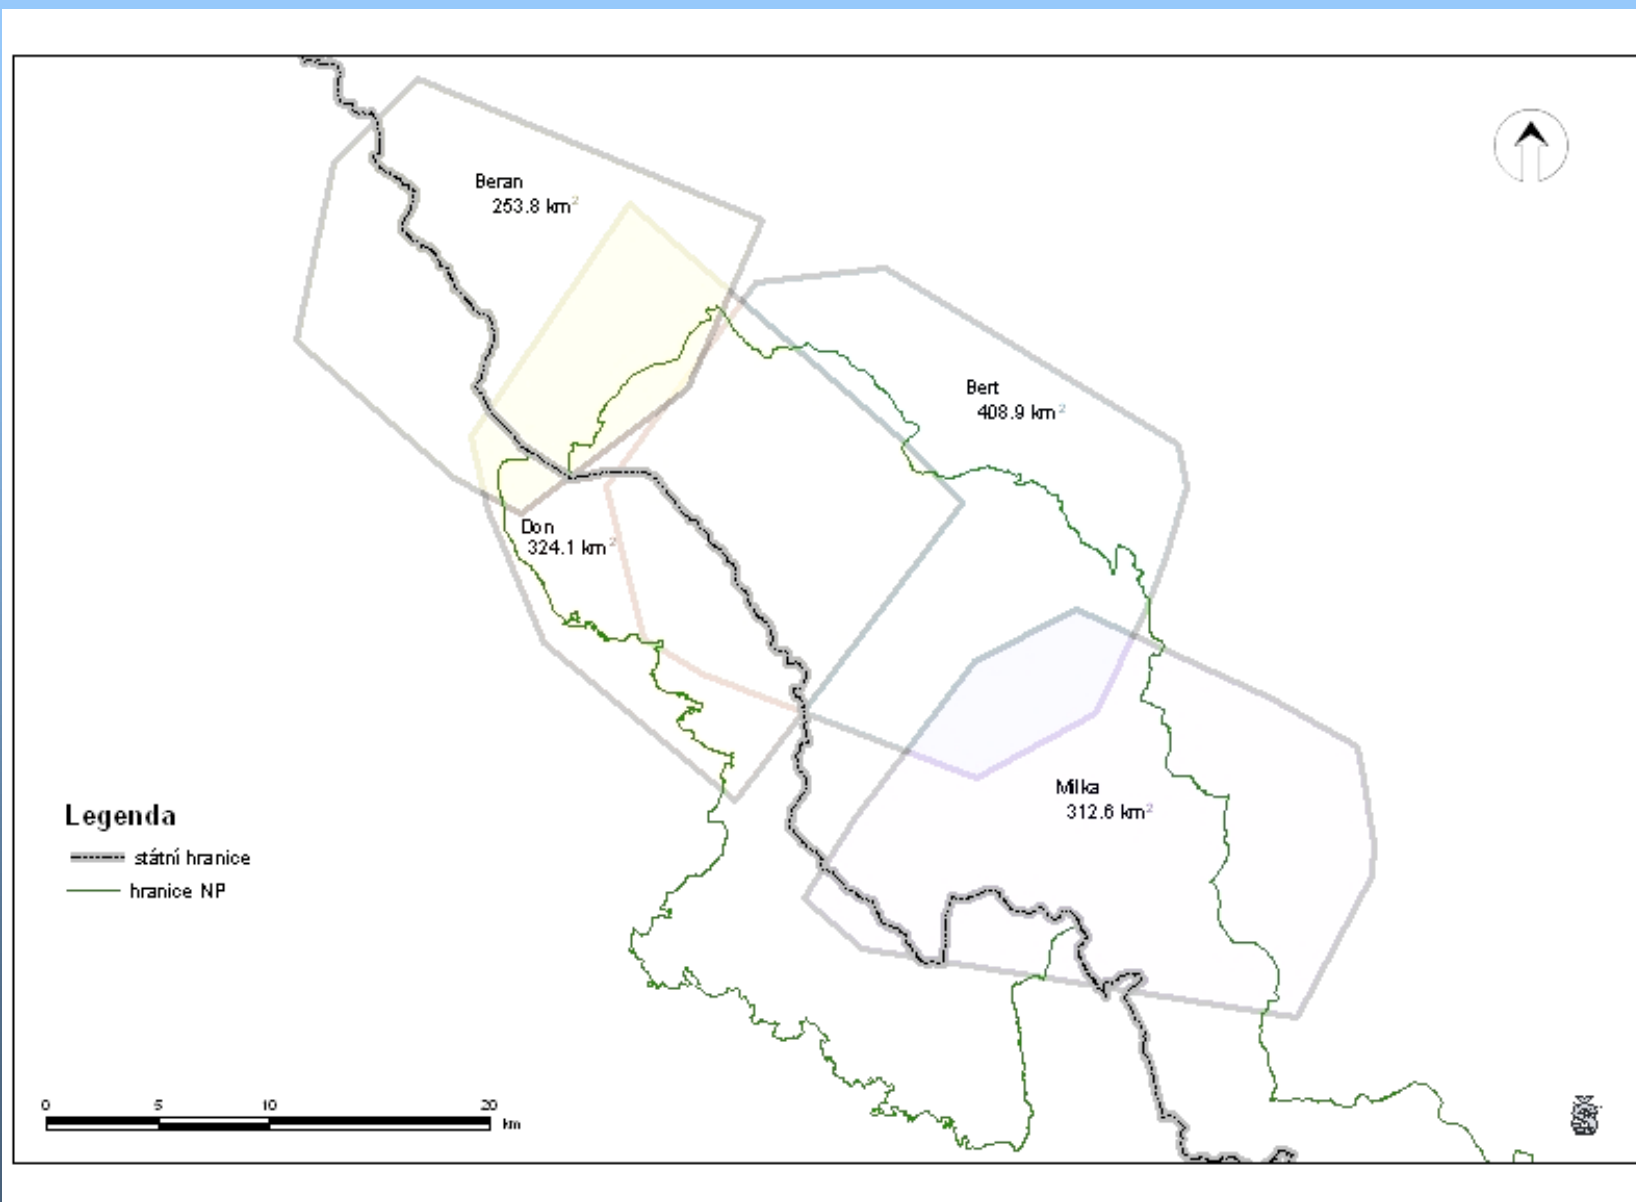 Beran
253.8 km²
Bert
408.9 km²
Don
324.1 km²
Milka
312.6 km²
Legenda
státní hranice
hranice NP
0 5 10 20
km